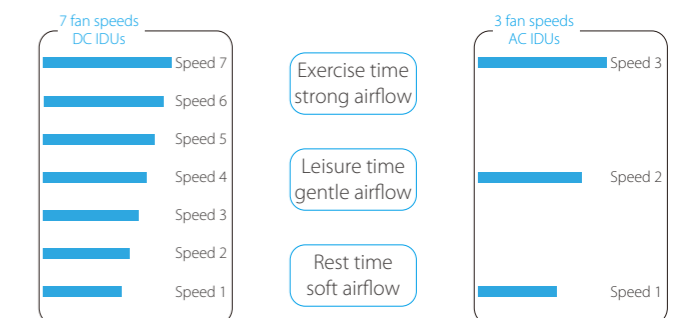 7 fan speeds
DC IDUs
Speed 7
Speed 6
Speed 5
Speed 4
Speed 3
Speed 2
Speed 1
Exercise time
strong airflow
Leisure time
gentle airflow
Rest time
soft airflow
3 fan speeds
AC IDUs
Speed 3
Speed 2
Speed 1